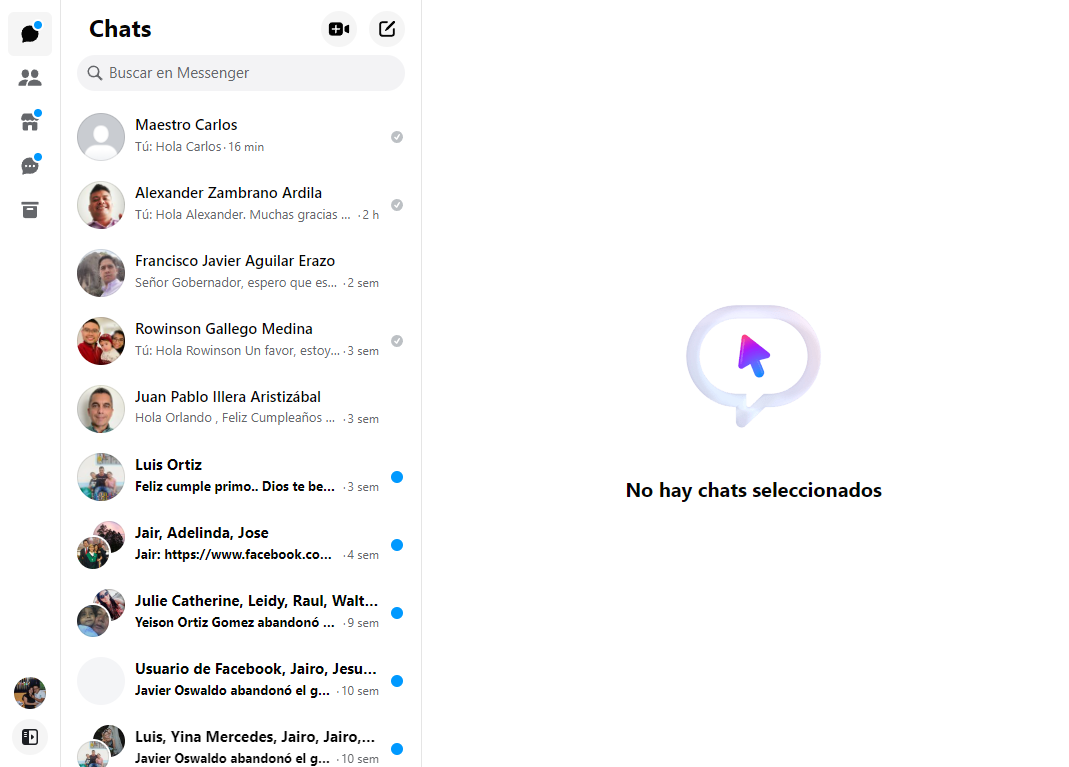 Chats
Buscar en Messenger
Maestro Carlos
Tú: Hola Carlos · 16 min
Alexander Zambrano Ardila
Tú: Hola Alexander. Muchas gracias ... · 2 h
Francisco Javier Aguilar Erazo
Señor Gobernador, espero que es... · 2 sem
Rowinson Gallego Medina
Tú: Hola Rowinson Un favor, estoy... · 3 sem
Juan Pablo Illera Aristizábal
Hola Orlando , Feliz Cumpleaños ... · 3 sem
Luis Ortiz
Feliz cumple primo.. Dios te be... · 3 sem
Jair, Adelinda, Jose
Jair: https://www.facebook.co... · 4 sem
Julie Catherine, Leidy, Raul, Walt...
Yeison Ortiz Gomez abandonó ... · 9 sem
Usuario de Facebook, Jairo, Jesu...
Javier Oswaldo abandonó el g... · 10 sem
Luis, Yina Mercedes, Jairo, Jairo,...
Javier Oswaldo abandonó el g... · 10 sem
No hay chats seleccionados